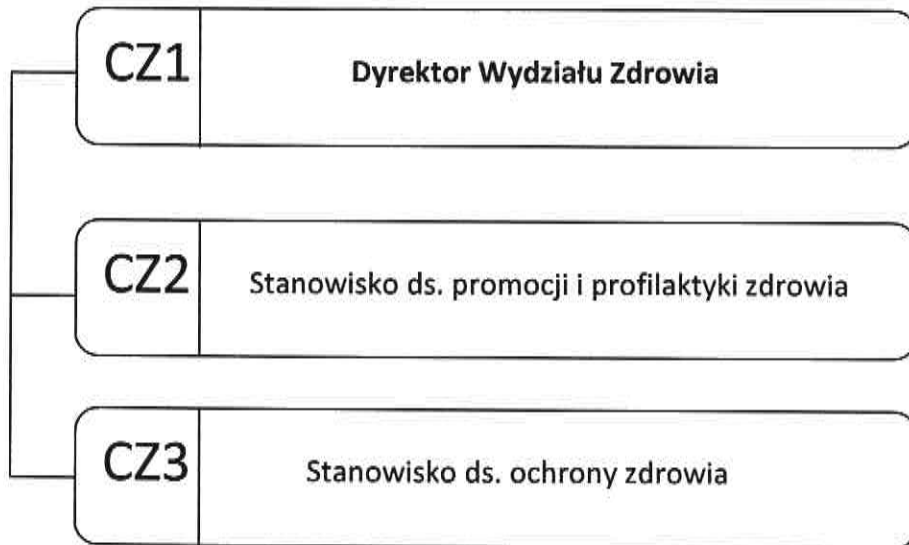 CZ1 Dyrektor Wydziału Zdrowia
CZ2 Stanowisko ds. promocji i profilaktyki zdrowia
CZ3 Stanowisko ds. ochrony zdrowia